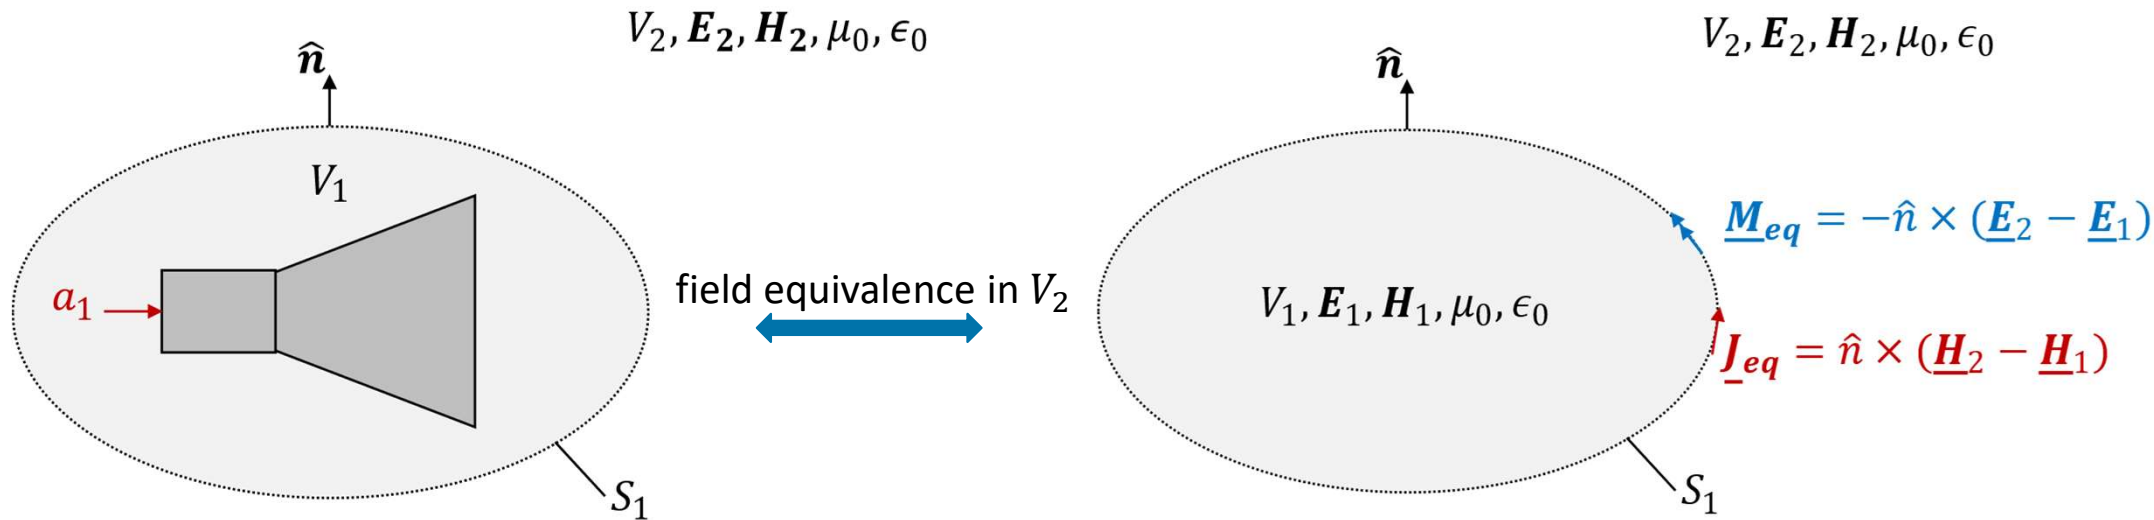 V₂, E₂, H₂, μ₀, ϵ₀
n̂
V₁
a₁
S₁
field equivalence in V₂
V₂, E₂, H₂, μ₀, ϵ₀
n̂
V₁, E₁, H₁, μ₀, ϵ₀
M_eq = −n̂ × (E₂ − E₁)
J_eq = n̂ × (H₂ − H₁)
S₁